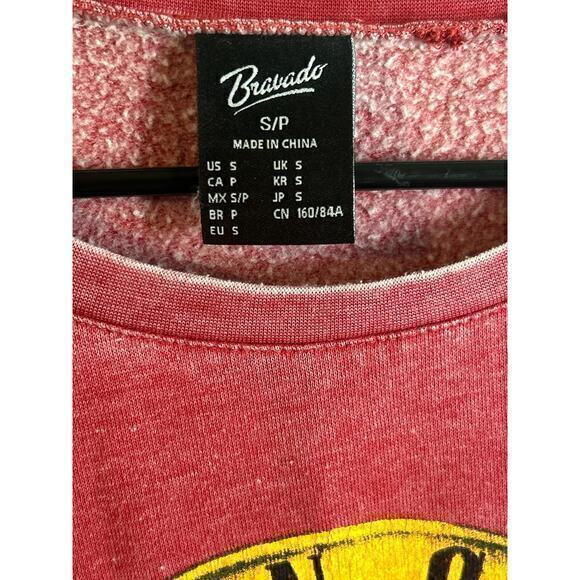 Bravado
S/P
MADE IN CHINA
US S UK S
CA P KR S
MX S/P JP S
BR P CN 160/84A
EU S
N